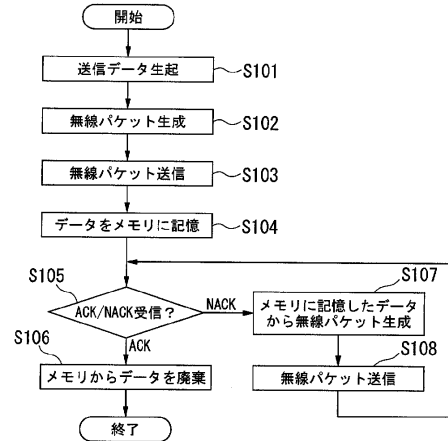 開始
送信データ生起
S101
無線パケット生成
S102
無線パケット送信
S103
データをメモリに記憶
S104
S105
ACK/NACK受信?
NACK
ACK
S107
メモリに記憶したデータ
から無線パケット生成
S106
メモリからデータを廃棄
S108
無線パケット送信
終了